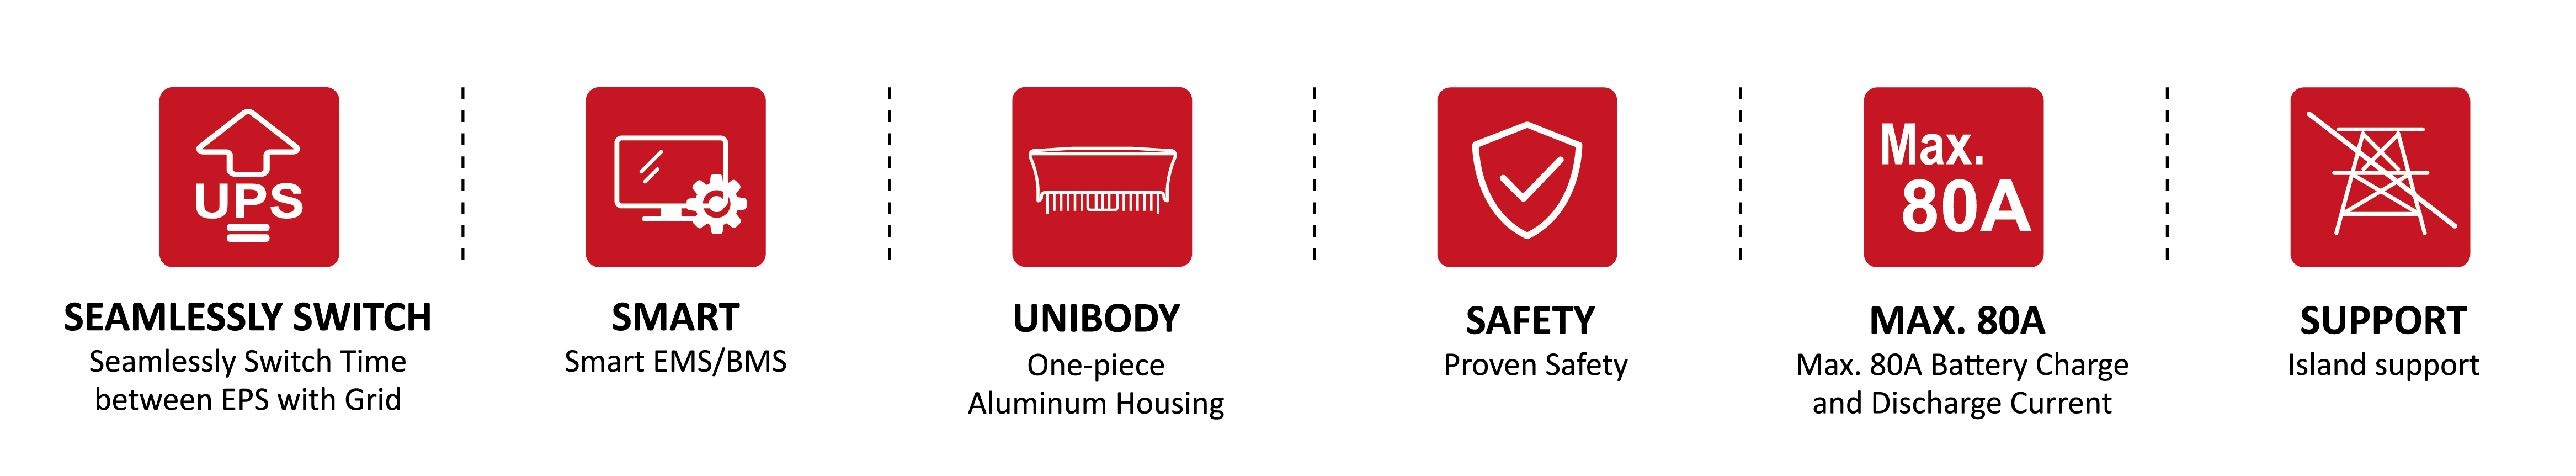 UPS
SEAMLESSLY SWITCH
Seamlessly Switch Time
between EPS with Grid
SMART
Smart EMS/BMS
UNIBODY
One-piece
Aluminum Housing
SAFETY
Proven Safety
Max.
80A
MAX. 80A
Max. 80A Battery Charge
and Discharge Current
SUPPORT
Island support